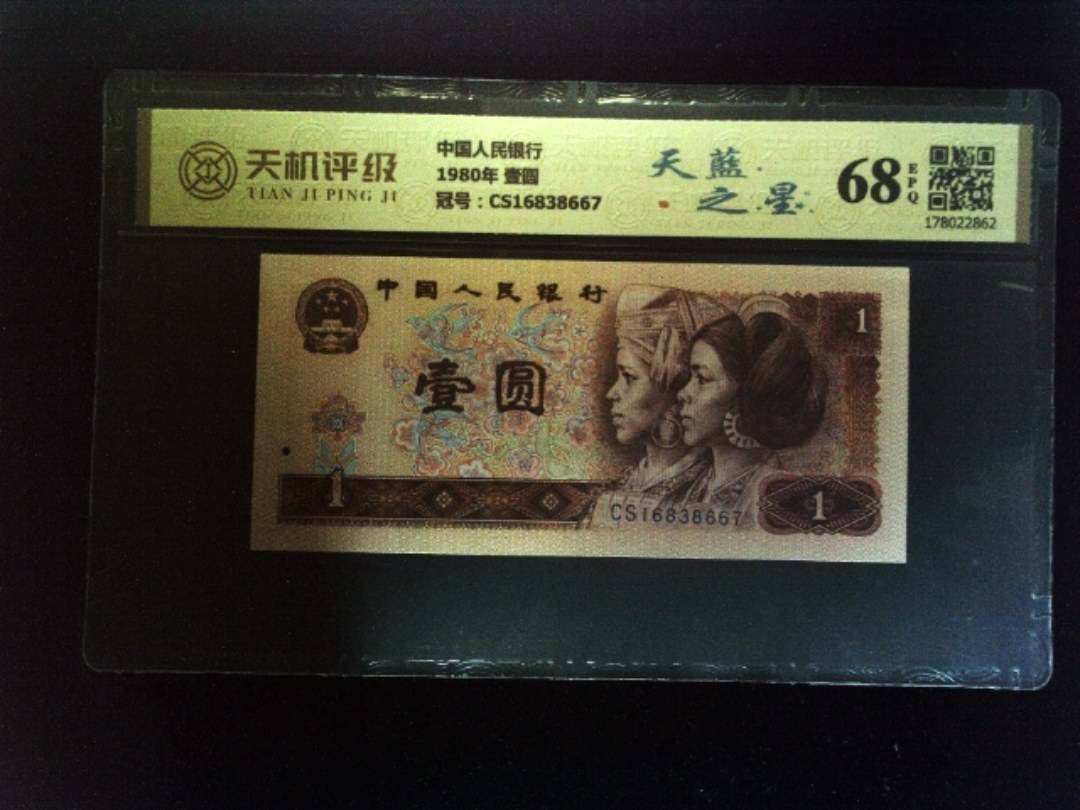 天机评级
TIAN JI PING JI
中国人民银行
1980年 壹圆
冠号：CS16838667
天藍
之星
68
EPQ
178022862
中国人民银行
壹圆
1
1
CS16838667
1